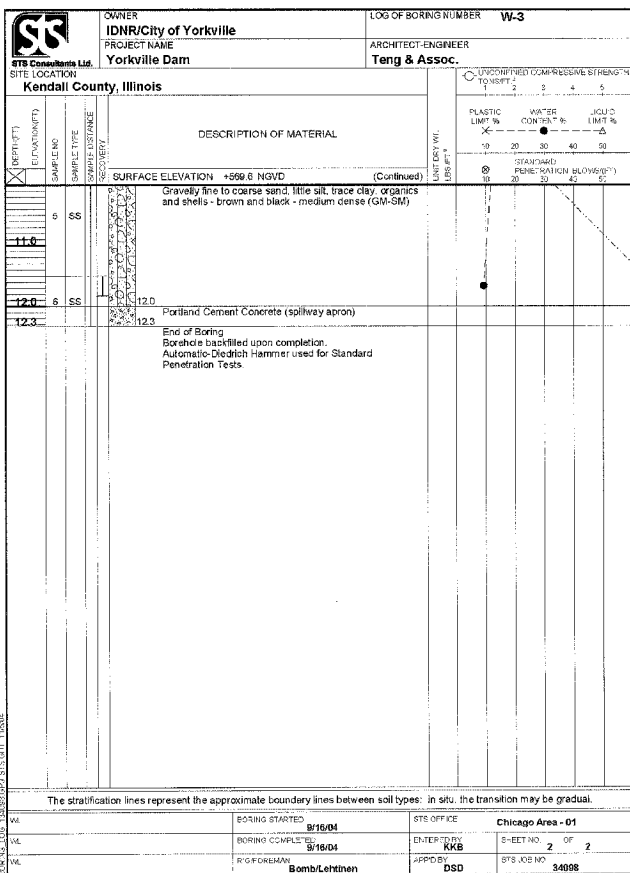 OWNER
IDNR/City of Yorkville
LOG OF BORING NUMBER W-3
STS
STS Consultants Ltd.
PROJECT NAME
Yorkville Dam
ARCHITECT-ENGINEER
Teng & Assoc.
SITE LOCATION
Kendall County, Illinois
UNCONFINED COMPRESSIVE STRENGTH
TONS/FT.²
1 2 3 4 5
DEPTH(FT)
ELEVATION(FT)
SAMPLE NO.
SAMPLE TYPE
SAMPLE DISTANCE
RECOVERY
DESCRIPTION OF MATERIAL
UNIT DRY WT.
LBS./FT.³
PLASTIC WATER LIQUID
LIMIT % CONTENT % LIMIT %
10 20 30 40 50
STANDARD
PENETRATION BLOWS/(FT)
10 20 30 40 50
SURFACE ELEVATION +569.6 NGVD (Continued)
5 SS
Gravelly fine to coarse sand, little silt, trace clay, organics
and shells - brown and black - medium dense (GM-SM)
11.0
12.0 6 SS 12.0
Portland Cement Concrete (spillway apron)
12.3 12.3
End of Boring
Borehole backfilled upon completion.
Automatic-Diedrich Hammer used for Standard
Penetration Tests.
The stratification lines represent the approximate boundary lines between soil types: in situ, the transition may be gradual.
WL
BORING STARTED
9/16/04
STS OFFICE
Chicago Area - 01
WL
BORING COMPLETED
9/16/04
ENTERED BY
KKB
SHEET NO. OF
2 2
WL
RIG/FOREMAN
Bomb/Lehtinen
APP'D BY
DSD
STS JOB NO.
34098